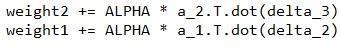 weight2 += ALPHA * a_2.T.dot(delta_3)
weight1 += ALPHA * a_1.T.dot(delta_2)